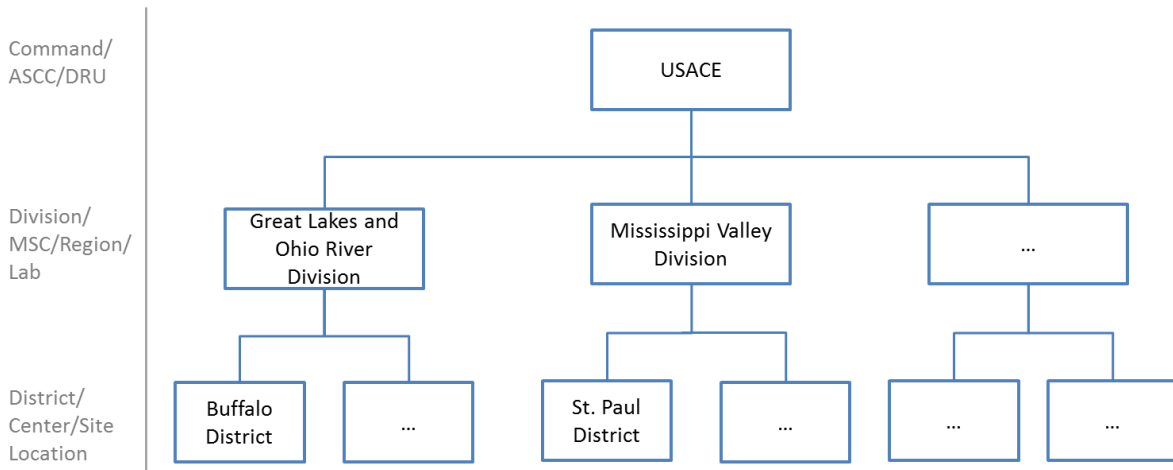 Command/
ASCC/DRU
USACE
Division/
MSC/Region/
Lab
Great Lakes and
Ohio River
Division
Mississippi Valley
Division
...
District/
Center/Site
Location
Buffalo
District
...
St. Paul
District
...
...
...